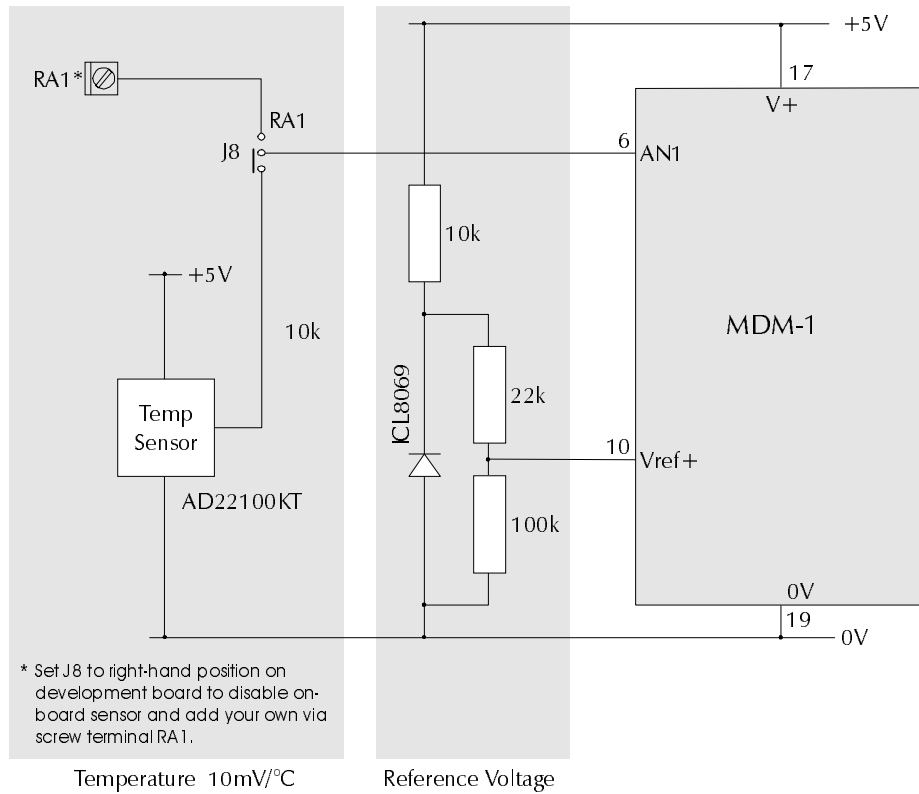 +5V
RA1*
17
V+
RA1
J8
6
AN1
10k
+5V
10k
MDM-1
ICL8069
22k
Temp
Sensor
10
Vref+
AD22100KT
100k
0V
19
0V
* Set J8 to right-hand position on
development board to disable on-
board sensor and add your own via
screw terminal RA1.
Temperature 10mV/°C
Reference Voltage